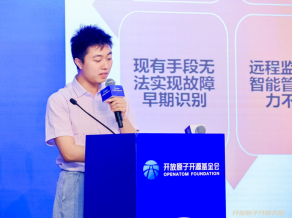 现有手段无
法实现故障
早期识别
远程监
智能管
力不
开放原子开源基金会
OPENATOM FOUNDATION